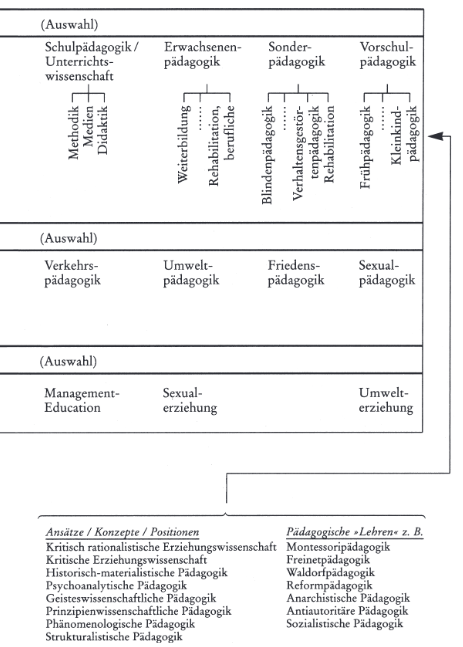 (Auswahl)
Schulpädagogik /
Unterrichts-
wissenschaft
Methodik
Medien
Didaktik
Erwachsenen-
pädagogik
Weiterbildung
.......
Rehabilitation,
berufliche
Sonder-
pädagogik
Blindenpädagogik
.......
Verhaltensgestör-
tenpädagogik
Rehabilitation
Vorschul-
pädagogik
Frühpädagogik
.......
Kleinkind-
pädagogik
(Auswahl)
Verkehrs-
pädagogik
Umwelt-
pädagogik
Friedens-
pädagogik
Sexual-
pädagogik
(Auswahl)
Management-
Education
Sexual-
erziehung
Umwelt-
erziehung
Ansätze / Konzepte / Positionen
Kritisch rationalistische Erziehungswissenschaft
Kritische Erziehungswissenschaft
Historisch-materialistische Pädagogik
Psychoanalytische Pädagogik
Geisteswissenschaftliche Pädagogik
Prinzipienwissenschaftliche Pädagogik
Phänomenologische Pädagogik
Strukturalistische Pädagogik
Pädagogische »Lehren« z. B.
Montessoripädagogik
Freinetpädagogik
Waldorfpädagogik
Reformpädagogik
Anarchistische Pädagogik
Antiautoritäre Pädagogik
Sozialistische Pädagogik